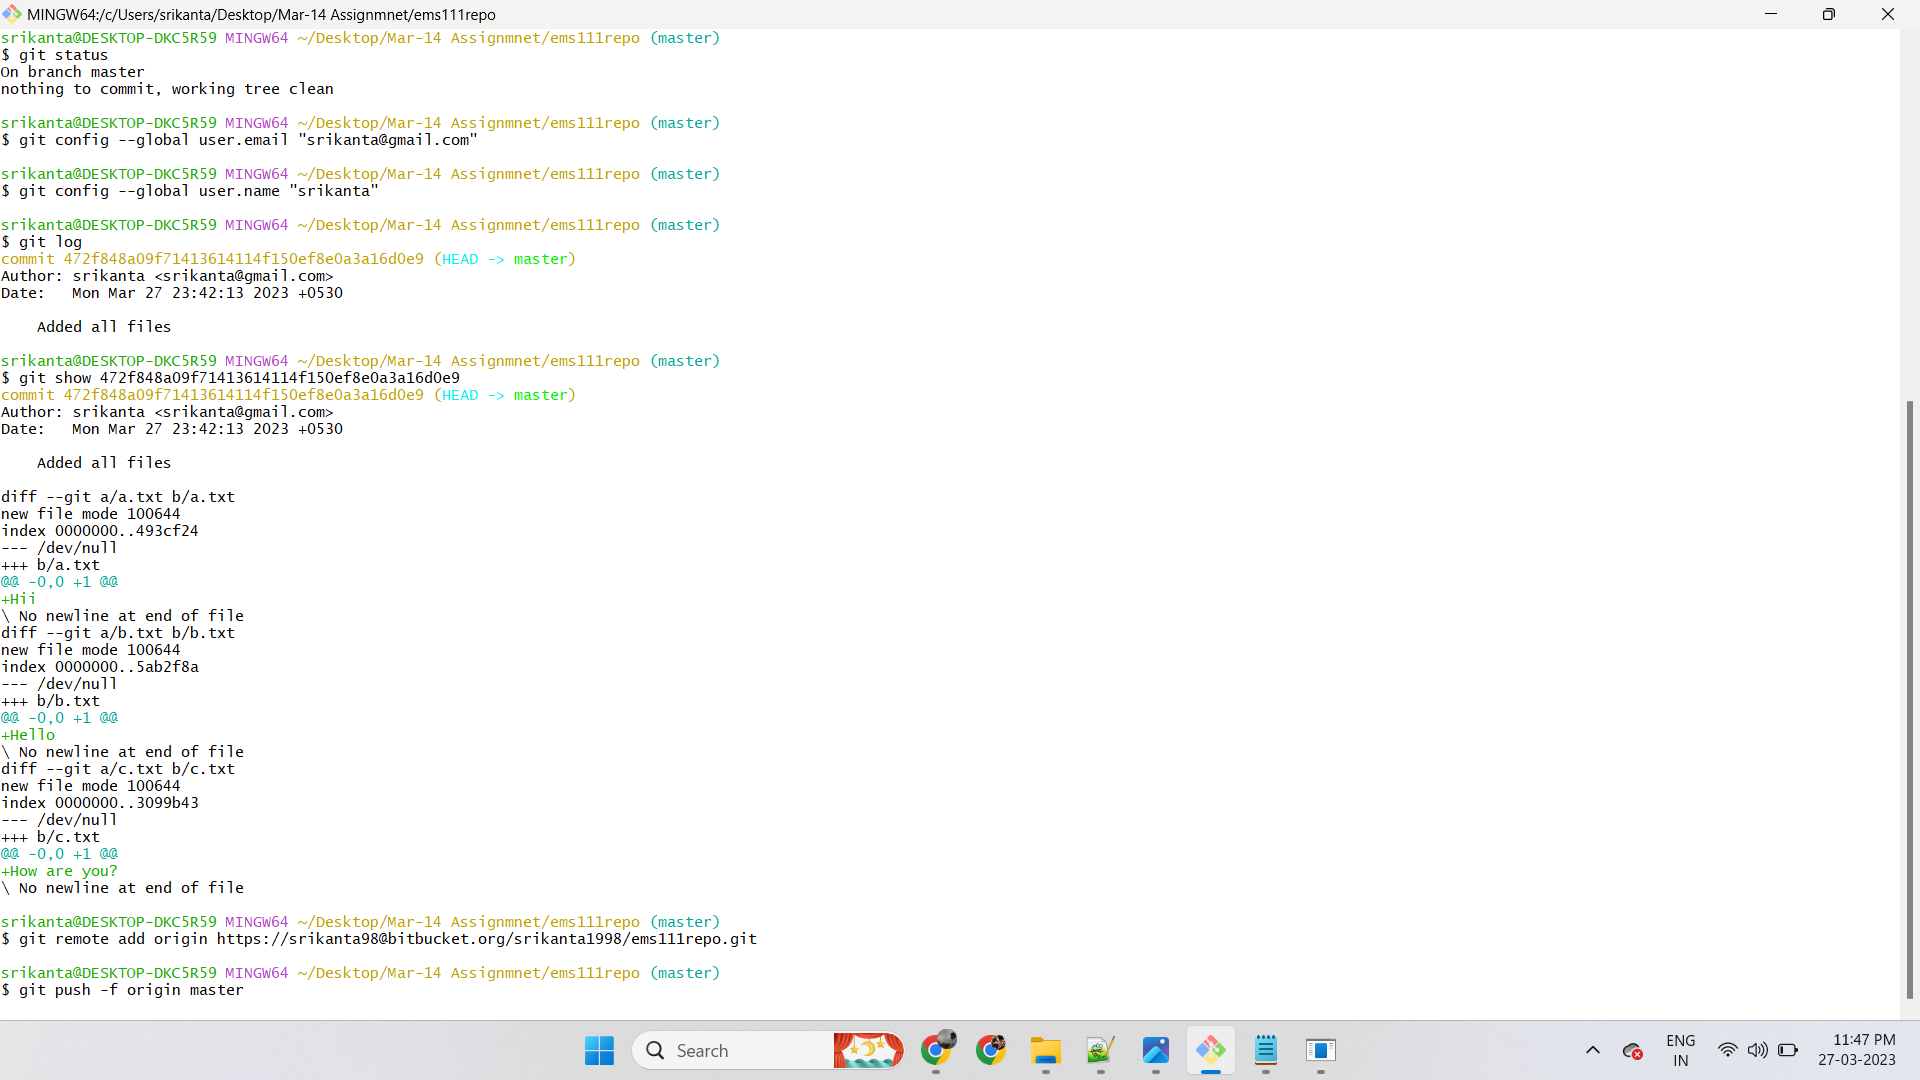 MINGW64:/c/Users/srikanta/Desktop/Mar-14 Assignmnet/ems111repo
srikanta@DESKTOP-DKC5R59 MINGW64 ~/Desktop/Mar-14 Assignmnet/ems111repo (master)
$ git status
On branch master
nothing to commit, working tree clean
srikanta@DESKTOP-DKC5R59 MINGW64 ~/Desktop/Mar-14 Assignmnet/ems111repo (master)
$ git config --global user.email "srikanta@gmail.com"
srikanta@DESKTOP-DKC5R59 MINGW64 ~/Desktop/Mar-14 Assignmnet/ems111repo (master)
$ git config --global user.name "srikanta"
srikanta@DESKTOP-DKC5R59 MINGW64 ~/Desktop/Mar-14 Assignmnet/ems111repo (master)
$ git log
commit 472f848a09f71413614114f150ef8e0a3a16d0e9 (HEAD -> master)
Author: srikanta <srikanta@gmail.com>
Date:   Mon Mar 27 23:42:13 2023 +0530
Added all files
srikanta@DESKTOP-DKC5R59 MINGW64 ~/Desktop/Mar-14 Assignmnet/ems111repo (master)
$ git show 472f848a09f71413614114f150ef8e0a3a16d0e9
commit 472f848a09f71413614114f150ef8e0a3a16d0e9 (HEAD -> master)
Author: srikanta <srikanta@gmail.com>
Date:   Mon Mar 27 23:42:13 2023 +0530
Added all files
diff --git a/a.txt b/a.txt
new file mode 100644
index 0000000..493cf24
--- /dev/null
+++ b/a.txt
@@ -0,0 +1 @@
+Hii
\ No newline at end of file
diff --git a/b.txt b/b.txt
new file mode 100644
index 0000000..5ab2f8a
--- /dev/null
+++ b/b.txt
@@ -0,0 +1 @@
+Hello
\ No newline at end of file
diff --git a/c.txt b/c.txt
new file mode 100644
index 0000000..3099b43
--- /dev/null
+++ b/c.txt
@@ -0,0 +1 @@
+How are you?
\ No newline at end of file
srikanta@DESKTOP-DKC5R59 MINGW64 ~/Desktop/Mar-14 Assignmnet/ems111repo (master)
$ git remote add origin https://srikanta98@bitbucket.org/srikanta1998/ems111repo.git
srikanta@DESKTOP-DKC5R59 MINGW64 ~/Desktop/Mar-14 Assignmnet/ems111repo (master)
$ git push -f origin master
Search
ENG
IN
11:47 PM
27-03-2023